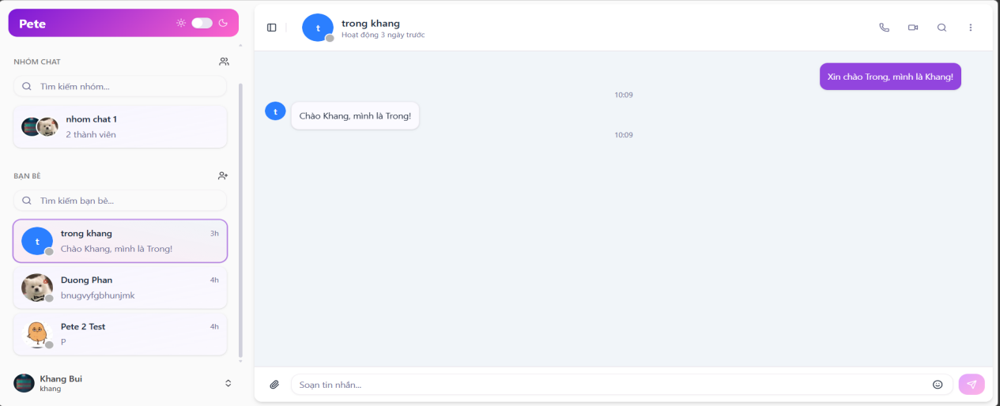 Pete
NHÓM CHAT
Tìm kiếm nhóm...
nhom chat 1
2 thành viên
BẠN BÈ
Tìm kiếm bạn bè...
t
trong khang
3h
Chào Khang, mình là Trong!
Duong Phan
4h
bnugvyfgbhunjmk
Pete 2 Test
4h
P
Khang Bui
khang
t
trong khang
Hoạt động 3 ngày trước
Xin chào Trong, mình là Khang!
10:09
t
Chào Khang, mình là Trong!
10:09
Soạn tin nhắn...